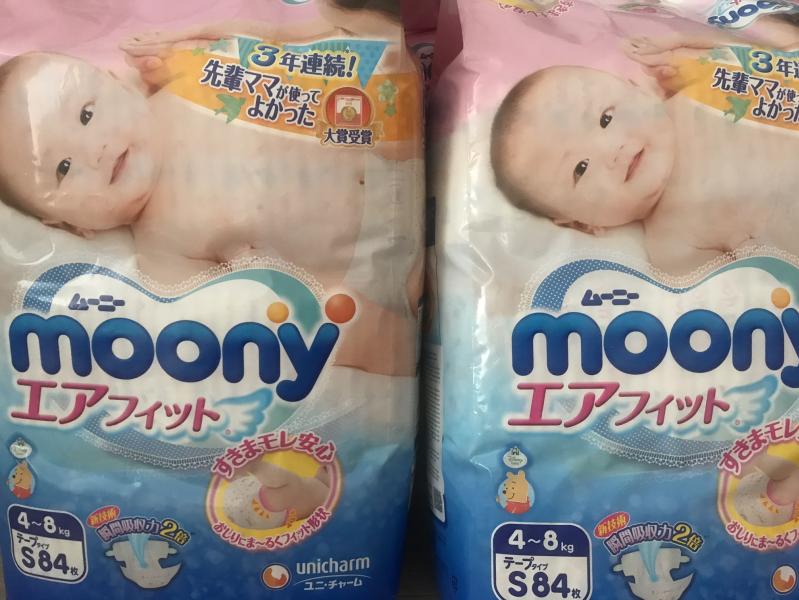 3年連続!
先輩ママが使って
よかった
大賞受賞
ムーニー
moony
エアフィット
すきまモレ安心
おしりにま〜るくフィット形状
4〜8kg
テープタイプ
S84枚
新技術
瞬間吸収力2倍
unicharm
ユニ・チャーム
3年連続!
先輩ママが使って
よかった
ムーニー
moony
エアフィット
すきまモレ安
おしりにま〜るくフィット
4〜8kg
テープタイプ
S84枚
新技術
瞬間吸収力2倍